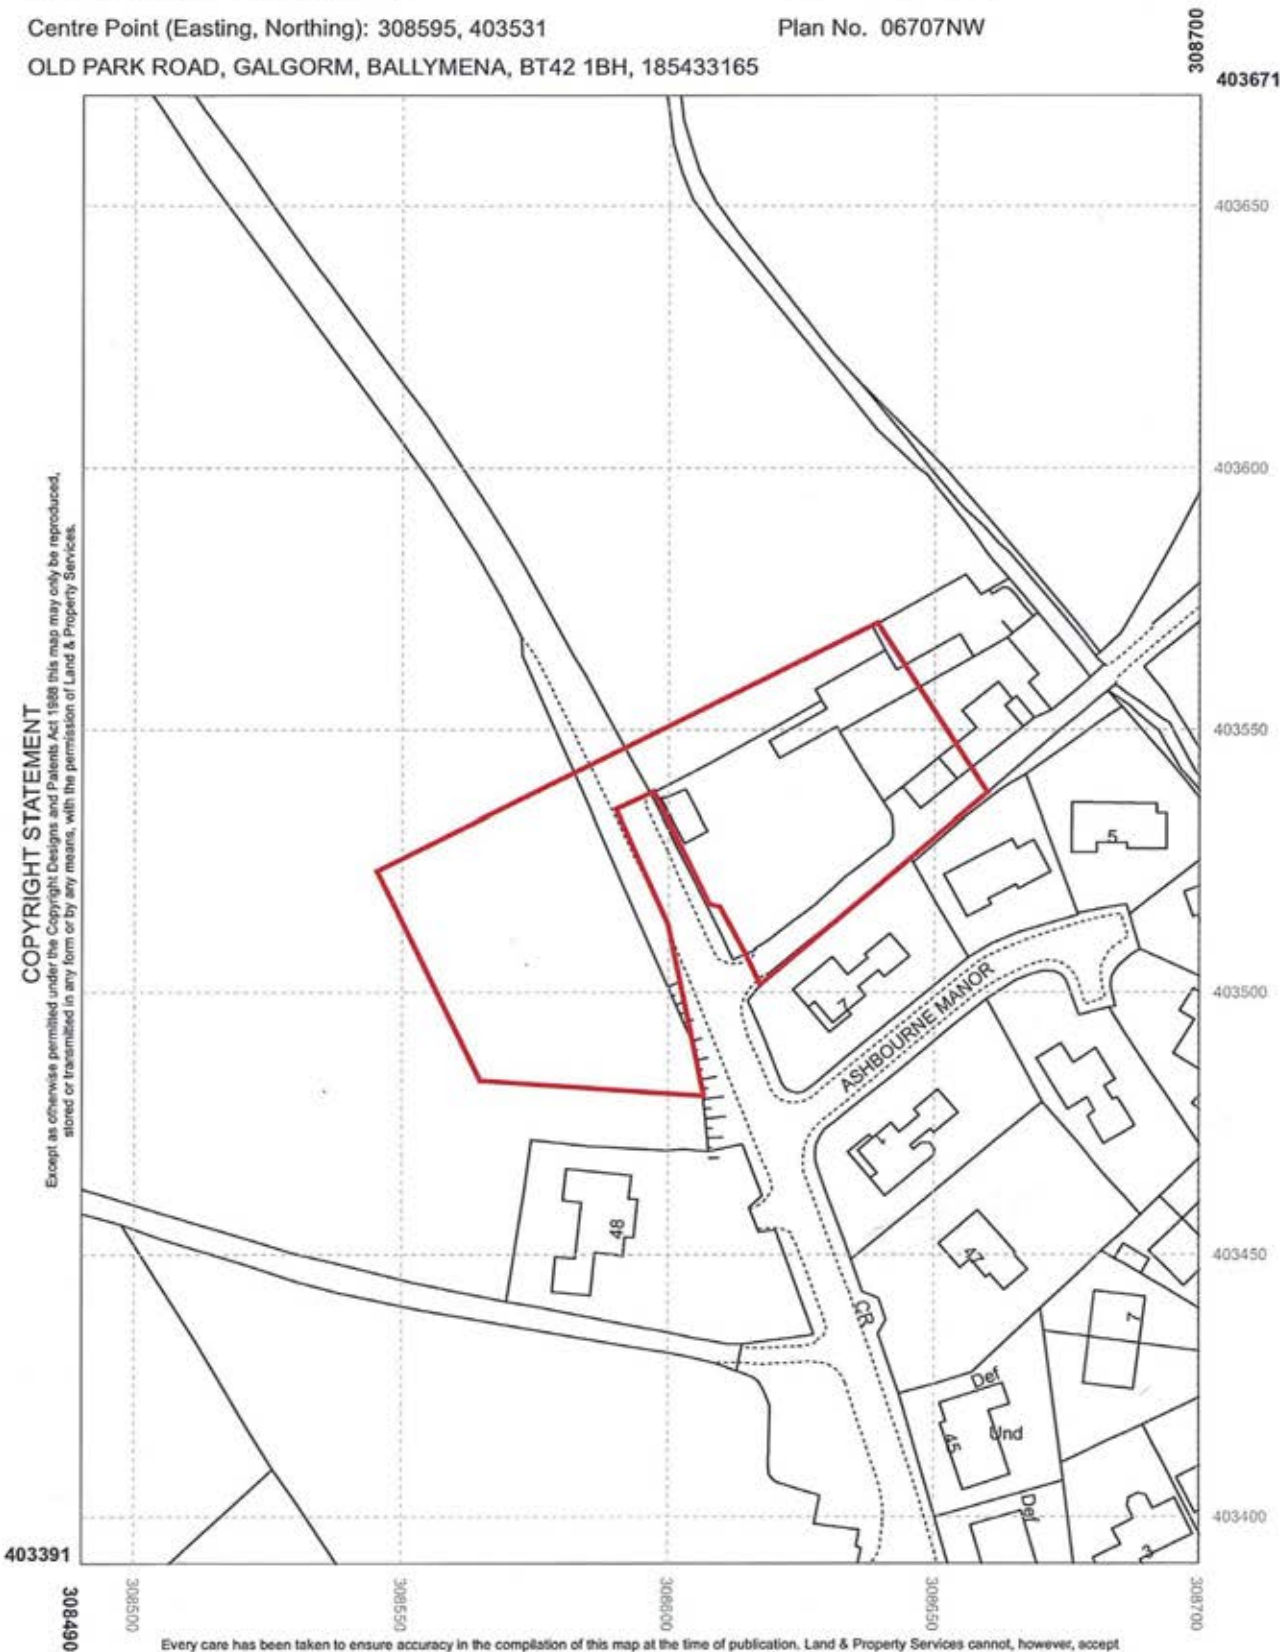 Centre Point (Easting, Northing): 308595, 403531
Plan No. 06707NW
OLD PARK ROAD, GALGORM, BALLYMENA, BT42 1BH, 185433165
308700
403671
403650
403600
403550
403500
403450
403400
COPYRIGHT STATEMENT
Except as otherwise permitted under the Copyright Designs and Patents Act 1988 this map may only be reproduced,
stored or transmitted in any form or by any means, with the permission of Land & Property Services.
5
7
ASHBOURNE MANOR
48
47
CR
7
Def
45
Und
Def
3
403391
308490
308500
308550
308600
308650
308700
Every care has been taken to ensure accuracy in the compilation of this map at the time of publication. Land & Property Services cannot, however, accept